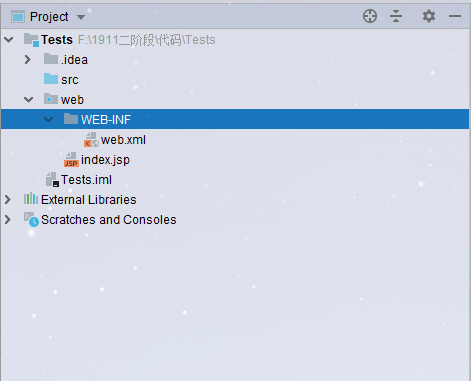 Project
Tests F:\1911二阶段\代码\Tests
.idea
src
web
WEB-INF
web.xml
JSP index.jsp
Tests.iml
External Libraries
Scratches and Consoles